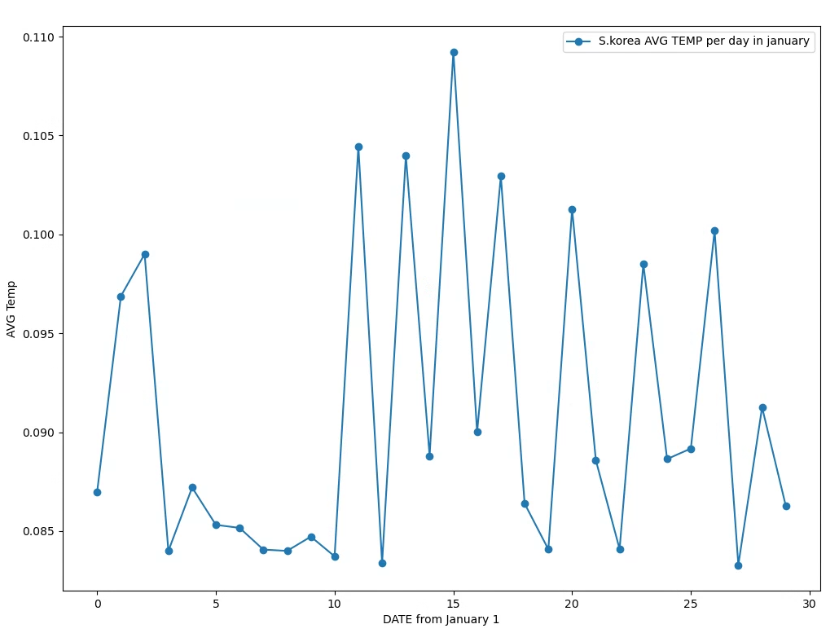 S.korea AVG TEMP per day in january
0.110
0.105
0.100
0.095
0.090
0.085
AVG Temp
0 5 10 15 20 25 30
DATE from January 1